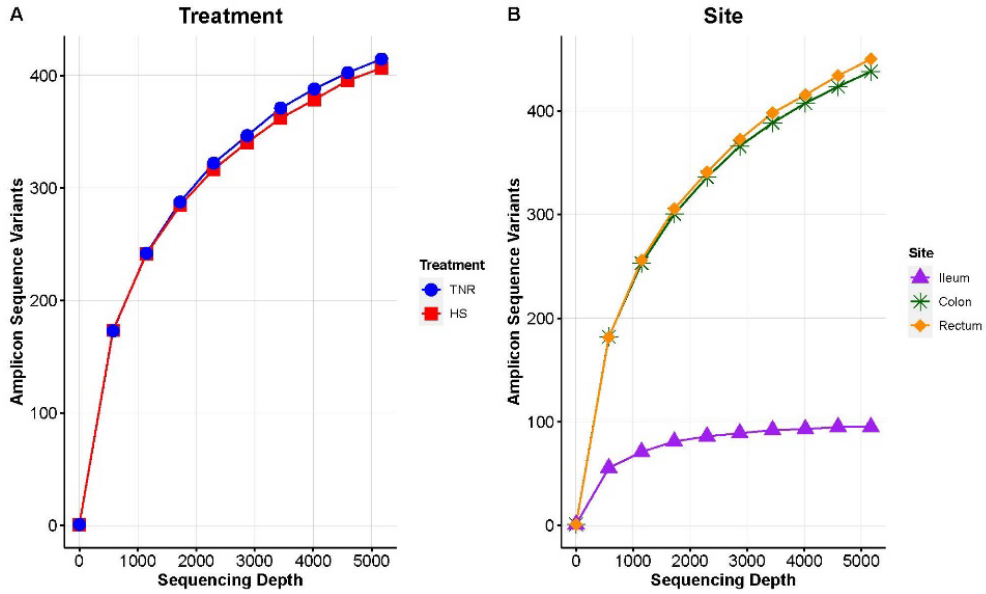 A
Treatment
Amplicon Sequence Variants
400
300
200
100
0
0 1000 2000 3000 4000 5000
Sequencing Depth
Treatment
TNR
HS
B
Site
Amplicon Sequence Variants
400
300
200
100
0
0 1000 2000 3000 4000 5000
Sequencing Depth
Site
Ileum
Colon
Rectum